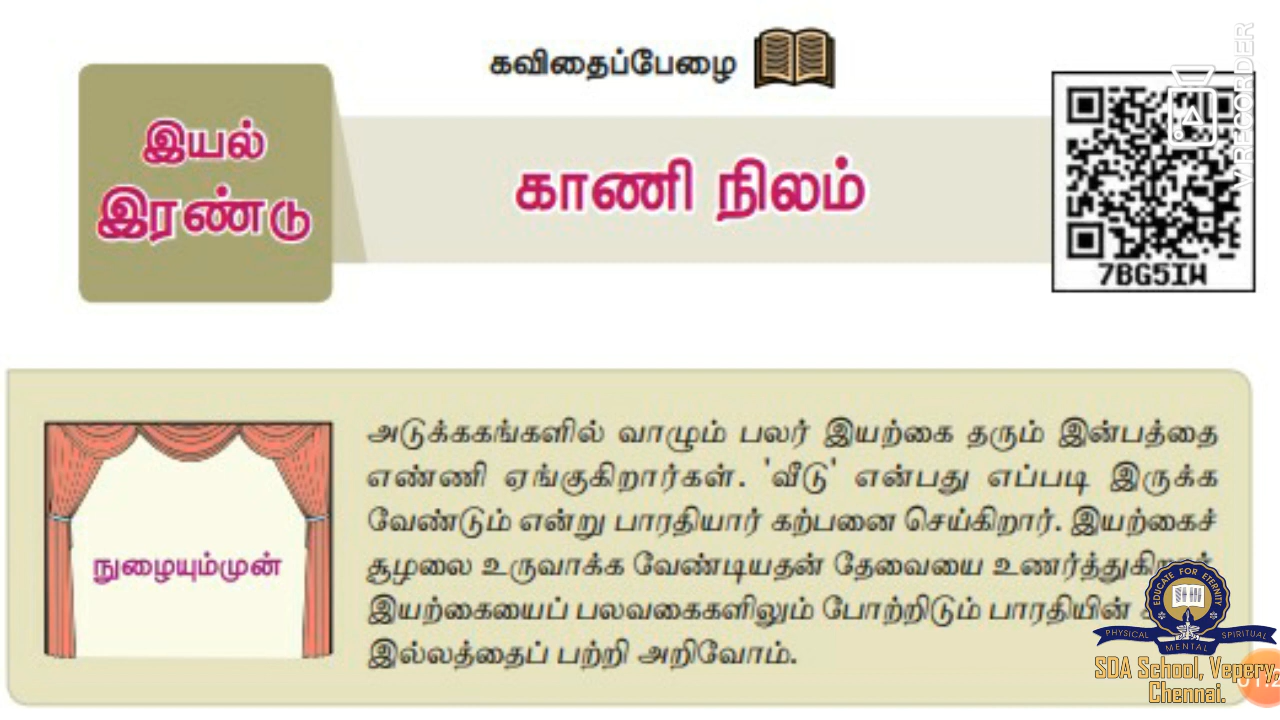 கவிதைப்பேழை
இயல்
இரண்டு
காணி நிலம்
7BG5IW
VRECORDER
நுழையும்முன்
அடுக்ககங்களில் வாழும் பலர் இயற்கை தரும் இன்பத்தை
எண்ணி ஏங்குகிறார்கள். 'வீடு' என்பது எப்படி இருக்க
வேண்டும் என்று பாரதியார் கற்பனை செய்கிறார். இயற்கைச்
சூழலை உருவாக்க வேண்டியதன் தேவையை
இயற்கையைப் பலவகைகளிலும் போற்றிடும் பாரதியின்
இல்லத்தைப் பற்றி அறிவோம்.
EDUCATE FOR ETERNITY
PHYSICAL MENTAL SPIRITUAL
SDA School, Vepery,
Chennai.